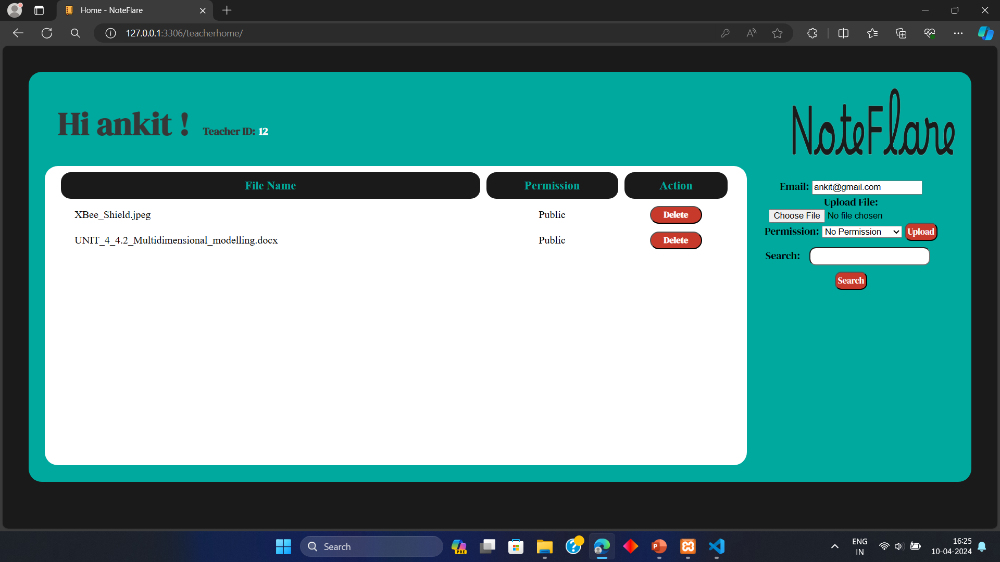 Home - NoteFlare
127.0.0.1:3306/teacherhome/
Hi ankit !
Teacher ID: 12
NoteFlare
File Name Permission Action
XBee_Shield.jpeg Public Delete
UNIT_4_4.2_Multidimensional_modelling.docx Public Delete
Email: ankit@gmail.com
Upload File:
Choose File No file chosen
Permission: No Permission Upload
Search:
Search
Search
PRE
ENG
IN
16:25
10-04-2024